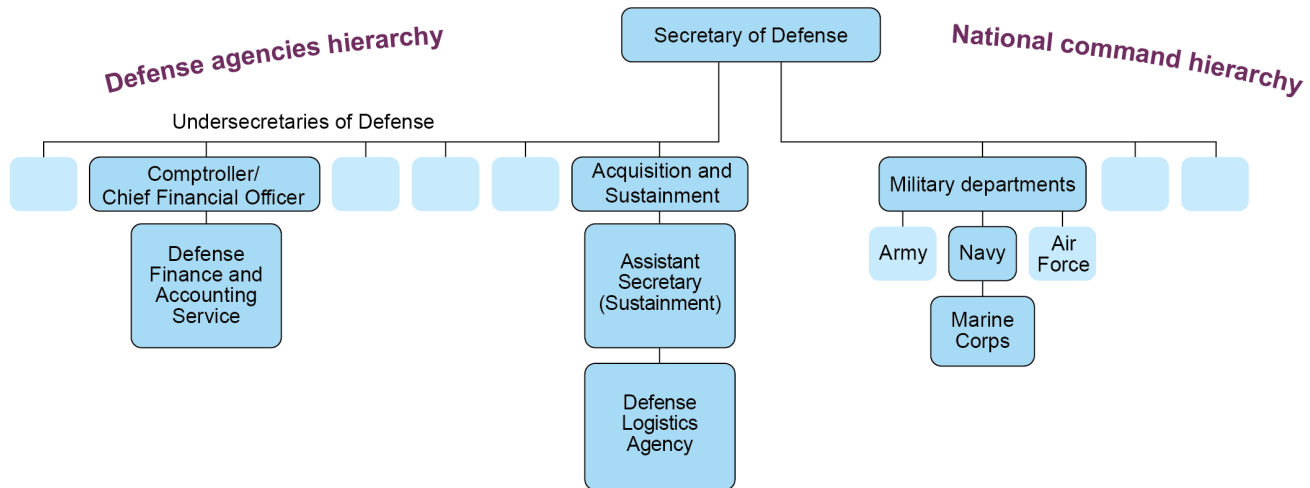 Defense agencies hierarchy
Secretary of Defense
National command hierarchy
Undersecretaries of Defense
Comptroller/
Chief Financial Officer
Acquisition and
Sustainment
Military departments
Defense
Finance and
Accounting
Service
Assistant
Secretary
(Sustainment)
Army
Navy
Air
Force
Marine
Corps
Defense
Logistics
Agency